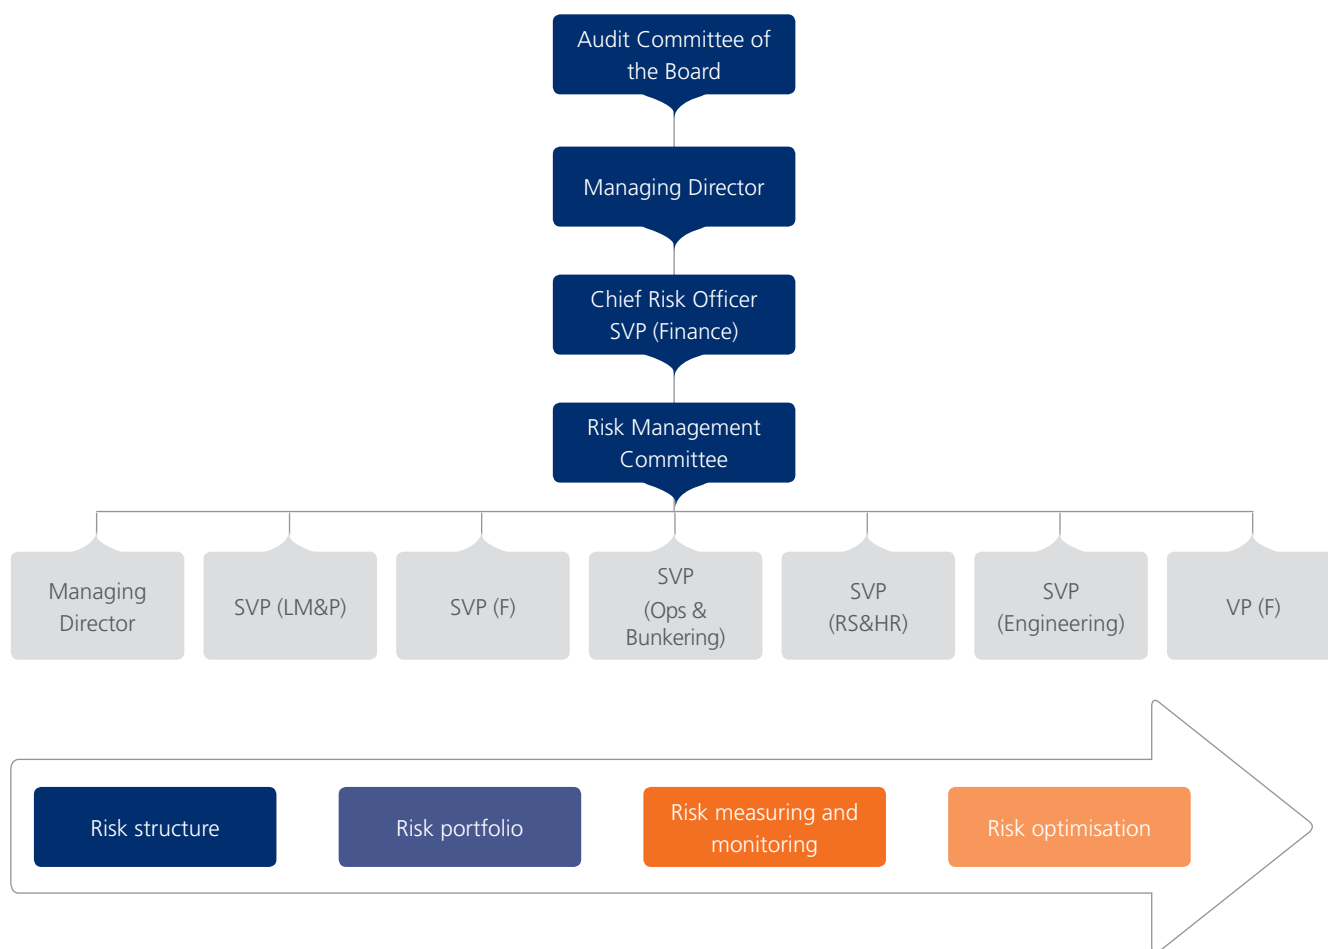 Audit Committee of
the Board
Managing Director
Chief Risk Officer
SVP (Finance)
Risk Management
Committee
Managing
Director
SVP (LM&P)
SVP (F)
SVP
(Ops &
Bunkering)
SVP
(RS&HR)
SVP
(Engineering)
VP (F)
Risk structure
Risk portfolio
Risk measuring and
monitoring
Risk optimisation